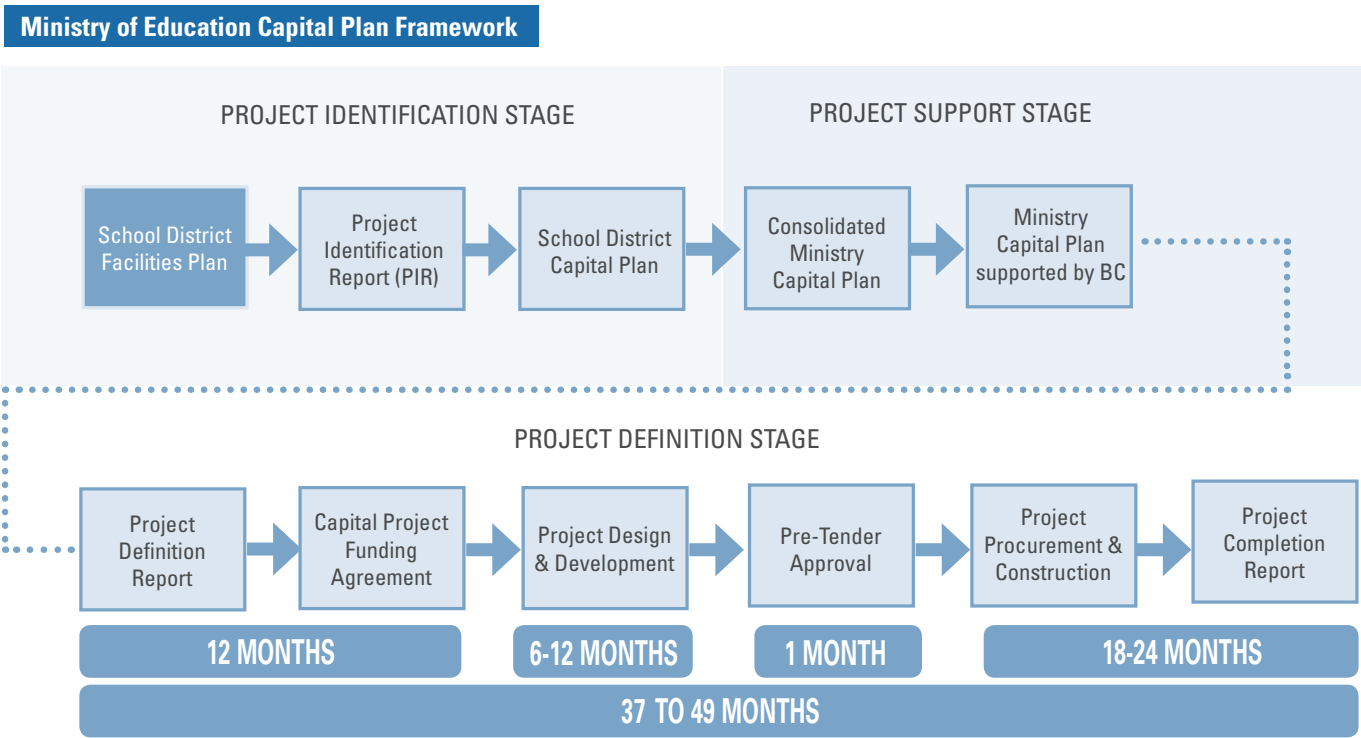 Ministry of Education Capital Plan Framework
PROJECT IDENTIFICATION STAGE
PROJECT SUPPORT STAGE
School District
Facilities Plan
Project
Identification
Report (PIR)
School District
Capital Plan
Consolidated
Ministry
Capital Plan
Ministry
Capital Plan
supported by BC
PROJECT DEFINITION STAGE
Project
Definition
Report
Capital Project
Funding
Agreement
Project Design
& Development
Pre-Tender
Approval
Project
Procurement &
Construction
Project
Completion
Report
12 MONTHS
6-12 MONTHS
1 MONTH
18-24 MONTHS
37 TO 49 MONTHS